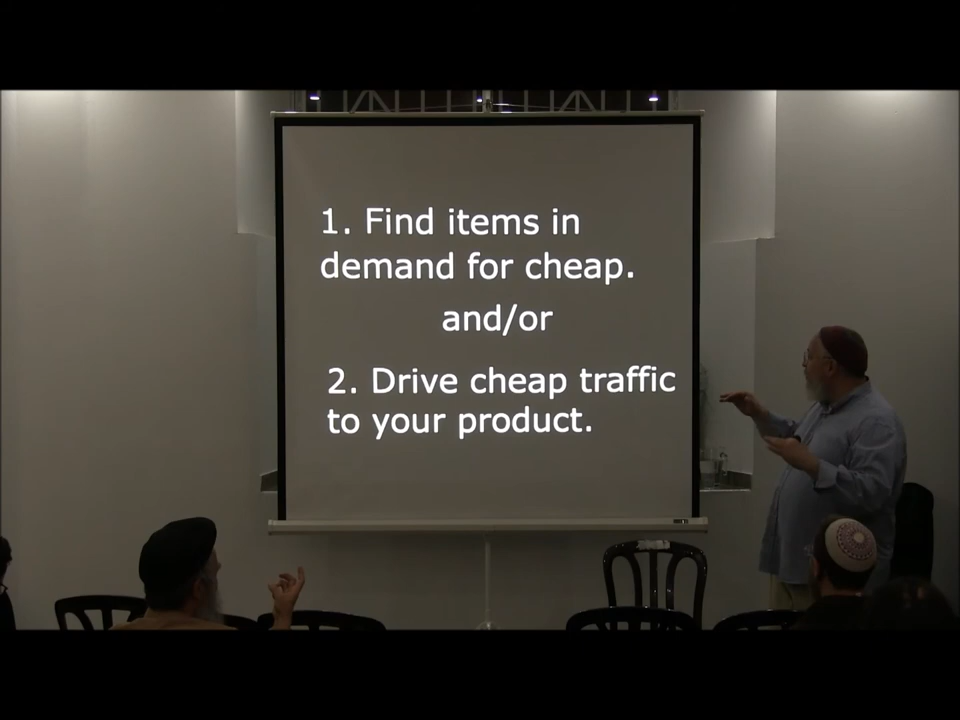 1. Find items in
demand for cheap.
and/or
2. Drive cheap traffic
to your product.